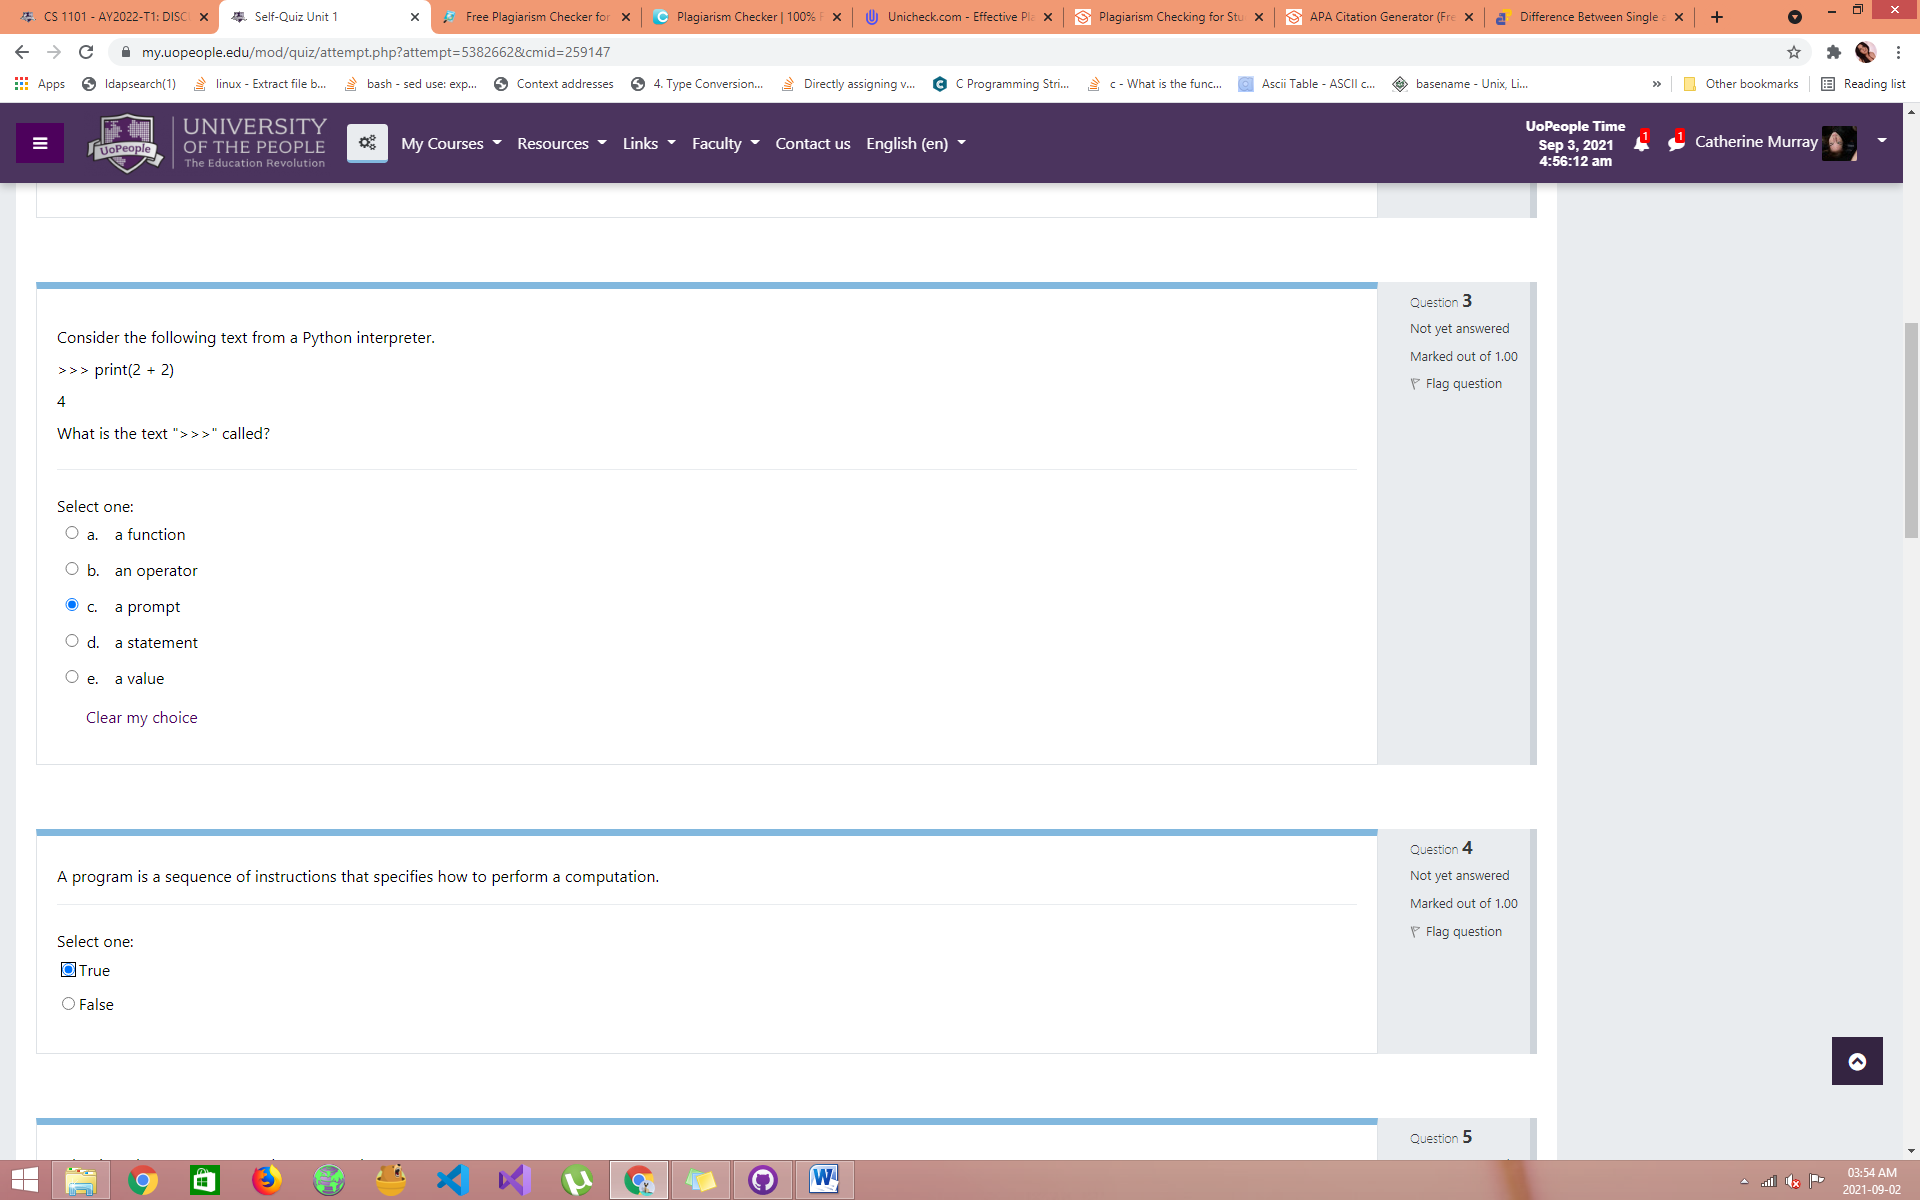 CS 1101 - AY2022-T1: DISC
Self-Quiz Unit 1
Free Plagiarism Checker for
Plagiarism Checker | 100% F
Unicheck.com - Effective Pl
Plagiarism Checking for Stu
APA Citation Generator (Fre
Difference Between Single
my.uopeople.edu/mod/quiz/attempt.php?attempt=5382662&cmid=259147
Apps
ldapsearch(1)
linux - Extract file b...
bash - sed use: exp...
Context addresses
4. Type Conversion...
Directly assigning v...
C Programming Stri...
c - What is the func...
Ascii Table - ASCII c...
basename - Unix, Li...
»
Other bookmarks
Reading list
UoPeople
UNIVERSITY
OF THE PEOPLE
The Education Revolution
My Courses
Resources
Links
Faculty
Contact us
English (en)
UoPeople Time
Sep 3, 2021
4:56:12 am
1
1
Catherine Murray
Consider the following text from a Python interpreter.
>>> print(2 + 2)
4
What is the text ">>>" called?
Select one:
a. a function
b. an operator
c. a prompt
d. a statement
e. a value
Clear my choice
Question 3
Not yet answered
Marked out of 1.00
Flag question
A program is a sequence of instructions that specifies how to perform a computation.
Select one:
True
False
Question 4
Not yet answered
Marked out of 1.00
Flag question
Question 5
03:54 AM
2021-09-02